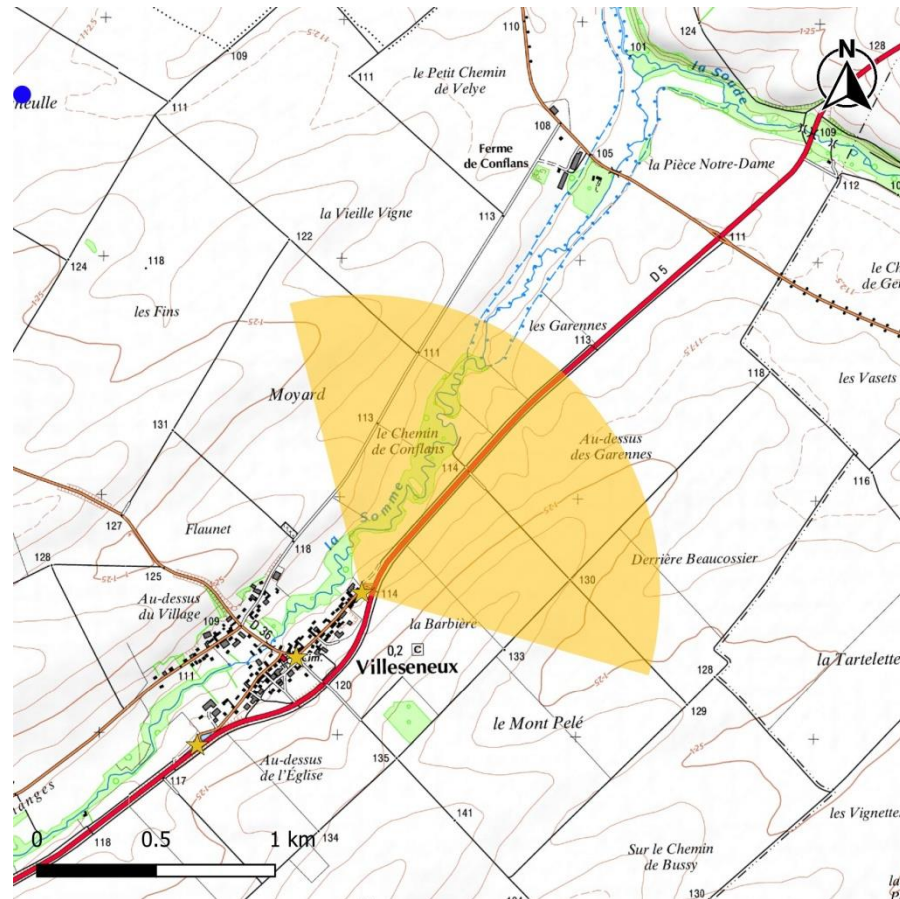 110
124
128
N
101
la Soude
109
le Petit Chemin
de Velye
111
111
108
105
109
Ferme
de Conflans
la Pièce Notre-Dame
112
113
la Vieille Vigne
122
111
124
118
D 5
les Fins
les Garennes
113
111
118
les Vasets
Moyard
131
113
le Chemin
de Conflans
Au-dessus
des Garennes
114
116
la Somme
127
Flaunet
118
128
125
Derrière Beaucossier
130
Au-dessus
du Village
109
D 36
114
la Barbière
0,2 C
133
Villeseneux
128
la Tartelette
111
120
129
le Mont Pelé
Au-dessus
de l'Église
135
117
141
les Vignettes
118
134
Sur le Chemin
de Bussy
130
0 0.5 1 km